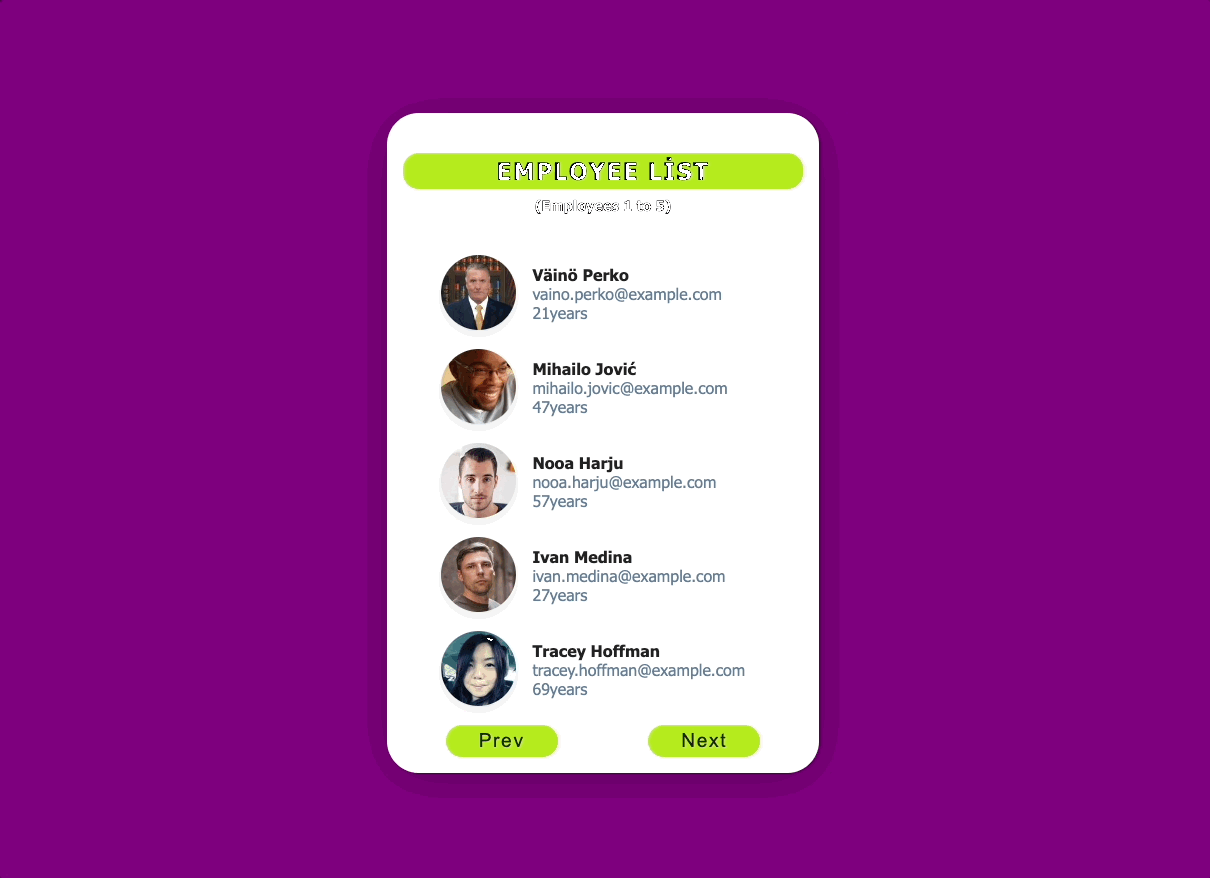 EMPLOYEE LİST
(Employees 1 to 5)
Väinö Perko
vaino.perko@example.com
21years
Mihailo Jović
mihailo.jovic@example.com
47years
Nooa Harju
nooa.harju@example.com
57years
Ivan Medina
ivan.medina@example.com
27years
Tracey Hoffman
tracey.hoffman@example.com
69years
Prev Next